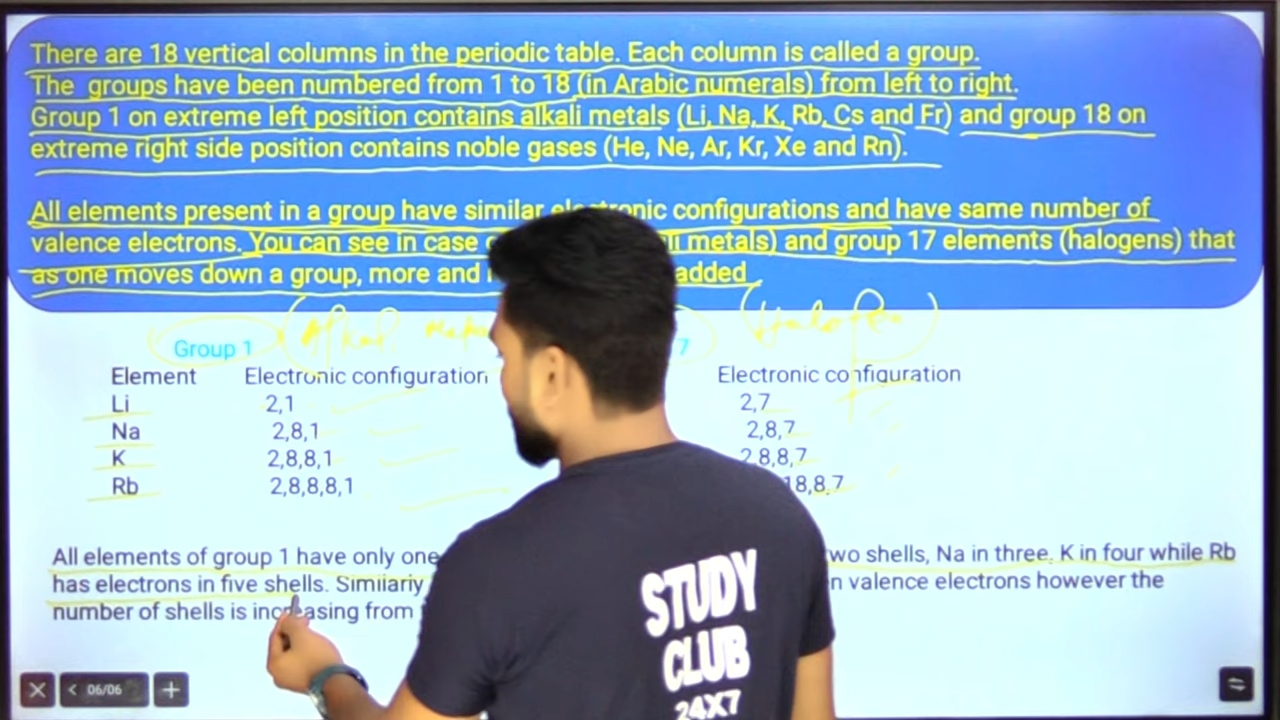 There are 18 vertical columns in the periodic table. Each column is called a group.
The groups have been numbered from 1 to 18 (in Arabic numerals) from left to right.
Group 1 on extreme left position contains alkali metals (Li, Na, K, Rb, Cs and Fr) and group 18 on
extreme right side position contains noble gases (He, Ne, Ar, Kr, Xe and Rn).
All elements present in a group have similar electronic configurations and have same number of
valence electrons. You can see in case metals) and group 17 elements (halogens) that
as one moves down a group, more and added
Group 1 7
Element Electronic configuration Electronic configuration
Li 2,1 2,7
Na 2,8,1 2,8,7
K 2,8,8,1 2,8,8,7
Rb 2,8,8,8,1 18,8,7
All elements of group 1 have only one two shells, Na in three, K in four while Rb
has electrons in five shells. Similarly valence electrons however the
number of shells is increasing from
STUDY
CLUB
24X7
06/06